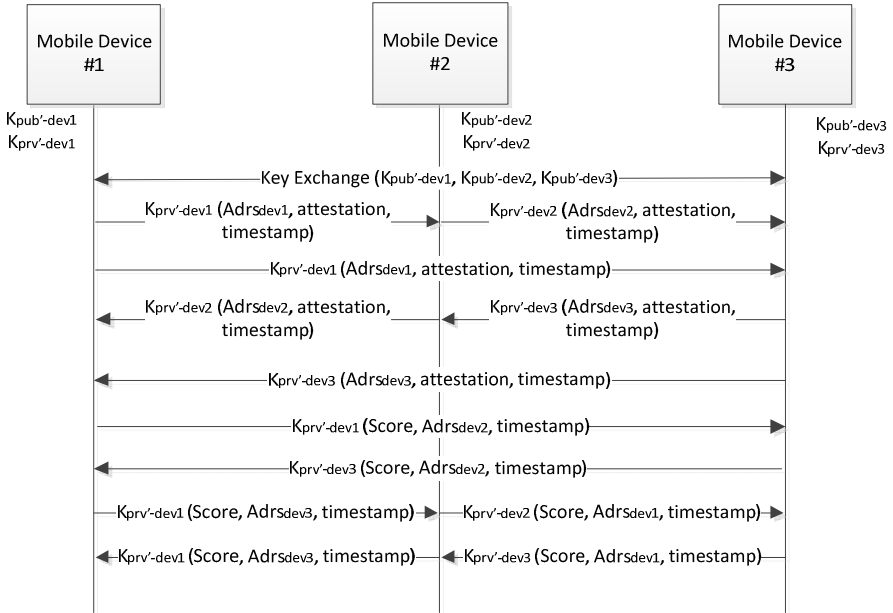 Mobile Device
#1
Mobile Device
#2
Mobile Device
#3
Kpub'-dev1
Kprv'-dev1
Kpub'-dev2
Kprv'-dev2
Kpub'-dev3
Kprv'-dev3
Key Exchange (Kpub'-dev1, Kpub'-dev2, Kpub'-dev3)
Kprv'-dev1 (Adrsdev1, attestation,
timestamp)
Kprv'-dev2 (Adrsdev2, attestation,
timestamp)
Kprv'-dev1 (Adrsdev1, attestation, timestamp)
Kprv'-dev2 (Adrsdev2, attestation,
timestamp)
Kprv'-dev3 (Adrsdev3, attestation,
timestamp)
Kprv'-dev3 (Adrsdev3, attestation, timestamp)
Kprv'-dev1 (Score, Adrsdev2, timestamp)
Kprv'-dev3 (Score, Adrsdev2, timestamp)
Kprv'-dev1 (Score, Adrsdev3, timestamp)
Kprv'-dev2 (Score, Adrsdev1, timestamp)
Kprv'-dev1 (Score, Adrsdev3, timestamp)
Kprv'-dev3 (Score, Adrsdev1, timestamp)